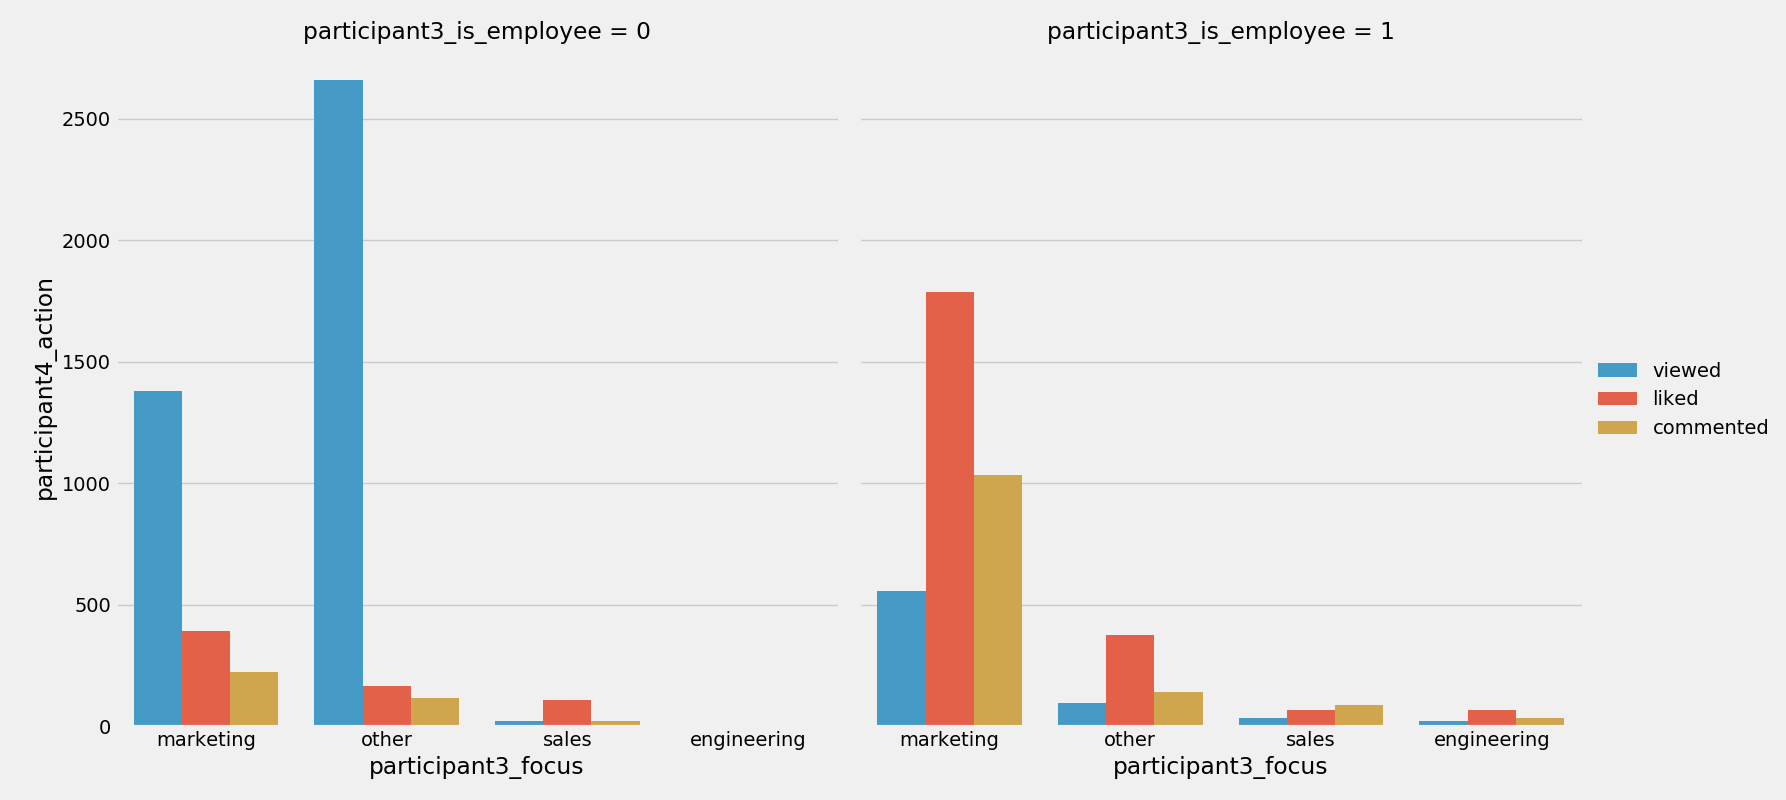 participant3_is_employee = 0
participant3_is_employee = 1
participant4_action
2500
2000
1500
1000
500
0
marketing other sales engineering
marketing other sales engineering
participant3_focus
participant3_focus
viewed
liked
commented